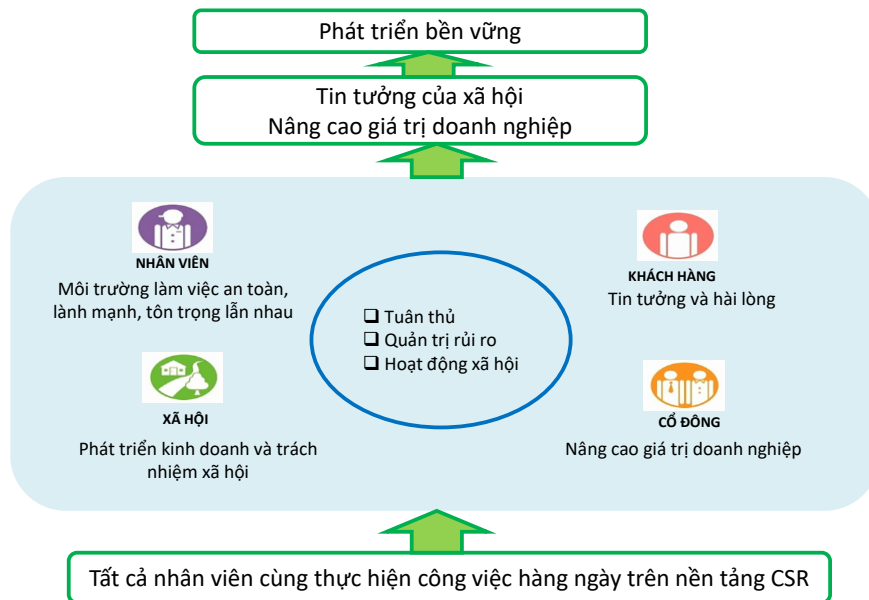 Phát triển bền vững
Tin tưởng của xã hội
Nâng cao giá trị doanh nghiệp
NHÂN VIÊN
Môi trường làm việc an toàn,
lành mạnh, tôn trọng lẫn nhau
KHÁCH HÀNG
Tin tưởng và hài lòng
❑ Tuân thủ
❑ Quản trị rủi ro
❑ Hoạt động xã hội
XÃ HỘI
Phát triển kinh doanh và trách
nhiệm xã hội
CỔ ĐÔNG
Nâng cao giá trị doanh nghiệp
Tất cả nhân viên cùng thực hiện công việc hàng ngày trên nền tảng CSR